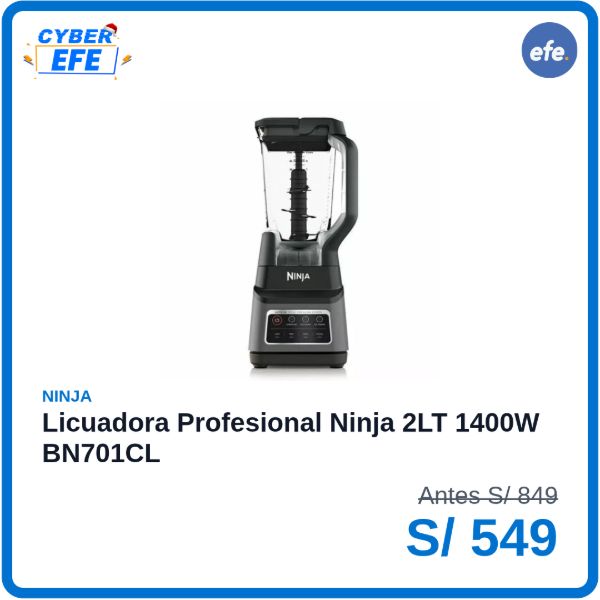 CYBER
EFE
efe.
NINJA
NINJA
Licuadora Profesional Ninja 2LT 1400W
BN701CL
Antes S/ 849
S/ 549